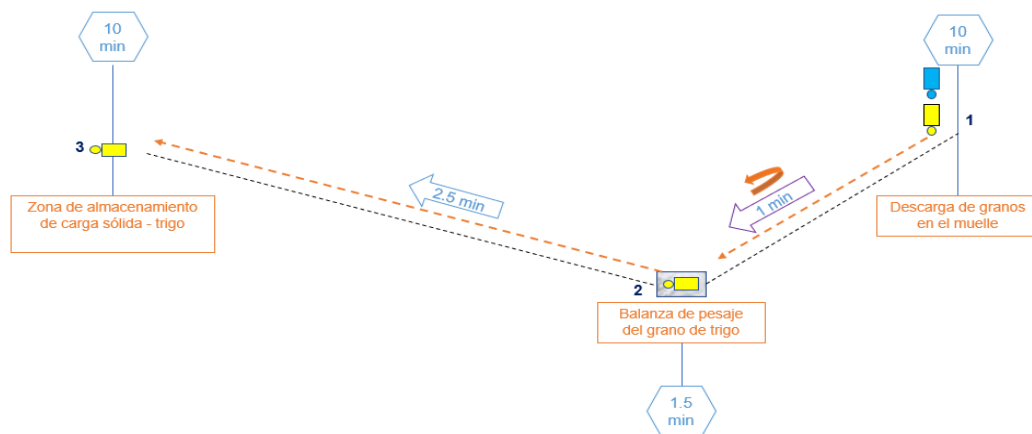 10
min
10
min
1
3
2.5 min
1 min
Zona de almacenamiento
de carga sólida - trigo
Descarga de granos
en el muelle
2
Balanza de pesaje
del grano de trigo
1.5
min